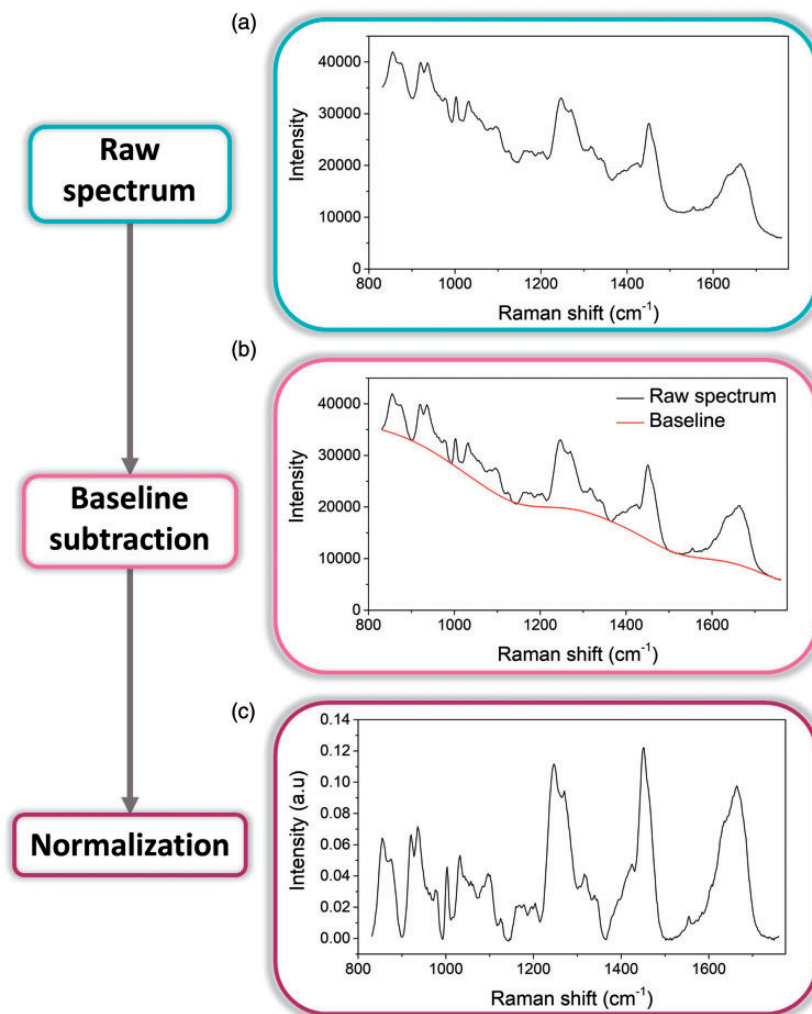 (a)
Raw
spectrum
40000
30000
20000
10000
0
Intensity
800 1000 1200 1400 1600
Raman shift (cm⁻¹)
(b)
Baseline
subtraction
Raw spectrum
Baseline
40000
30000
20000
10000
0
Intensity
800 1000 1200 1400 1600
Raman shift (cm⁻¹)
(c)
Normalization
0.14
0.12
0.10
0.08
0.06
0.04
0.02
0.00
Intensity (a.u)
800 1000 1200 1400 1600
Raman shift (cm⁻¹)